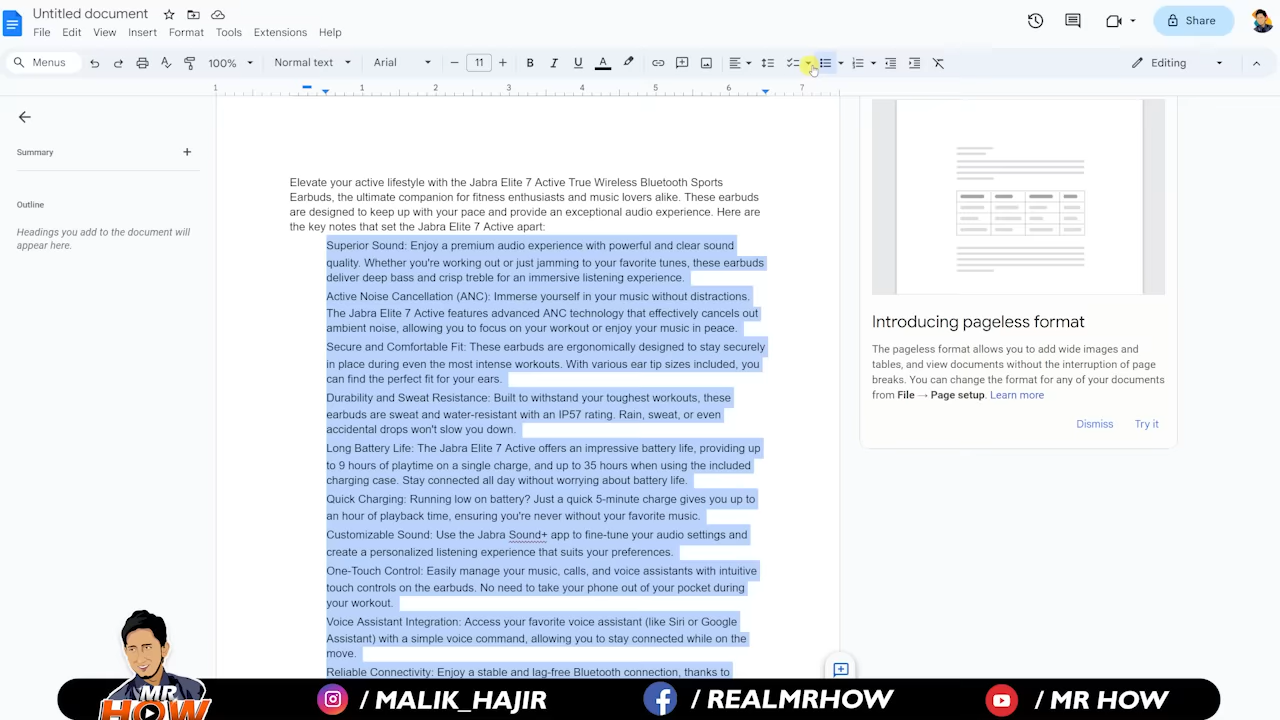 Untitled document
File Edit View Insert Format Tools Extensions Help
Share
Menus
100%
Normal text
Arial
11
Editing
1 1 2 3 4 5 6 7
Summary
Outline
Headings you add to the document will
appear here.
Elevate your active lifestyle with the Jabra Elite 7 Active True Wireless Bluetooth Sports
Earbuds, the ultimate companion for fitness enthusiasts and music lovers alike. These earbuds
are designed to keep up with your pace and provide an exceptional audio experience. Here are
the key notes that set the Jabra Elite 7 Active apart:
Superior Sound: Enjoy a premium audio experience with powerful and clear sound
quality. Whether you're working out or just jamming to your favorite tunes, these earbuds
deliver deep bass and crisp treble for an immersive listening experience.
Active Noise Cancellation (ANC): Immerse yourself in your music without distractions.
The Jabra Elite 7 Active features advanced ANC technology that effectively cancels out
ambient noise, allowing you to focus on your workout or enjoy your music in peace.
Secure and Comfortable Fit: These earbuds are ergonomically designed to stay securely
in place during even the most intense workouts. With various ear tip sizes included, you
can find the perfect fit for your ears.
Durability and Sweat Resistance: Built to withstand your toughest workouts, these
earbuds are sweat and water-resistant with an IP57 rating. Rain, sweat, or even
accidental drops won't slow you down.
Long Battery Life: The Jabra Elite 7 Active offers an impressive battery life, providing up
to 9 hours of playtime on a single charge, and up to 35 hours when using the included
charging case. Stay connected all day without worrying about battery life.
Quick Charging: Running low on battery? Just a quick 5-minute charge gives you up to
an hour of playback time, ensuring you're never without your favorite music.
Customizable Sound: Use the Jabra Sound+ app to fine-tune your audio settings and
create a personalized listening experience that suits your preferences.
One-Touch Control: Easily manage your music, calls, and voice assistants with intuitive
touch controls on the earbuds. No need to take your phone out of your pocket during
your workout.
Voice Assistant Integration: Access your favorite voice assistant (like Siri or Google
Assistant) with a simple voice command, allowing you to stay connected while on the
move.
Reliable Connectivity: Enjoy a stable and lag-free Bluetooth connection, thanks to
Introducing pageless format
The pageless format allows you to add wide images and
tables, and view documents without the interruption of page
breaks. You can change the format for any of your documents
from File → Page setup. Learn more
Dismiss Try it
MR
HOW
/ MALIK_HAJIR
/ REALMRHOW
/ MR HOW